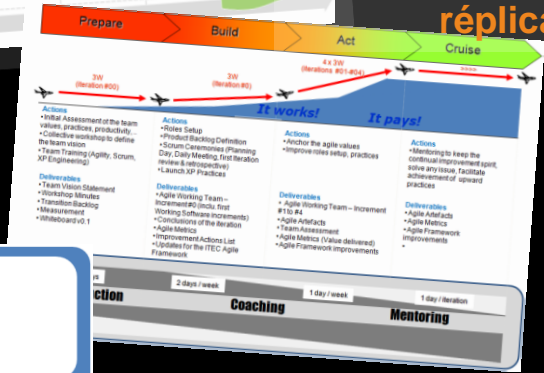 réplica
Prepare
Build
Act
Cruise
3W
(Iteration #00)
3W
(Iteration #0)
4 x 3W
(Iterations #01-#04)
>>>>
It works!
It pays!
Actions
•Initial Assessment of the team
values, practices, productivity,...
•Collective workshop to define
the team vision
•Team Training (Agility, Scrum,
XP Engineering)
Deliverables
•Team Vision Statement
•Workshop Minutes
•Transition Backlog
•Measurement
•Whiteboard v0.1
Actions
•Roles Setup
•Product Backlog Definition
•Scrum Ceremonies (Planning
Day, Daily Meeting, first Iteration
review & retrospective)
•Launch XP Practices
Deliverables
•Agile Working Team –
Increment #0 (inclu. first
Working Software increments)
•Conclusions of the iteration
•Agile Metrics
•Improvement Actions List
•Updates for the ITEC Agile
Framework
Actions
•Anchor the agile values
•Improve roles setup, practices
Deliverables
• Agile Working Team – Increment
#1 to #4
•Agile Artefacts
•Team Assessment
•Agile Metrics (Value delivered)
•Agile Framework improvements
Actions
•Mentoring to keep the
continual improvement spirit,
solve any issue, facilitate
achievement of upward
practices
Deliverables
•Agile Artefacts
•Agile Metrics
•Agile Framework
improvements
•
ys
2 days / week
1 day / week
1 day / iteration
ction
Coaching
Mentoring